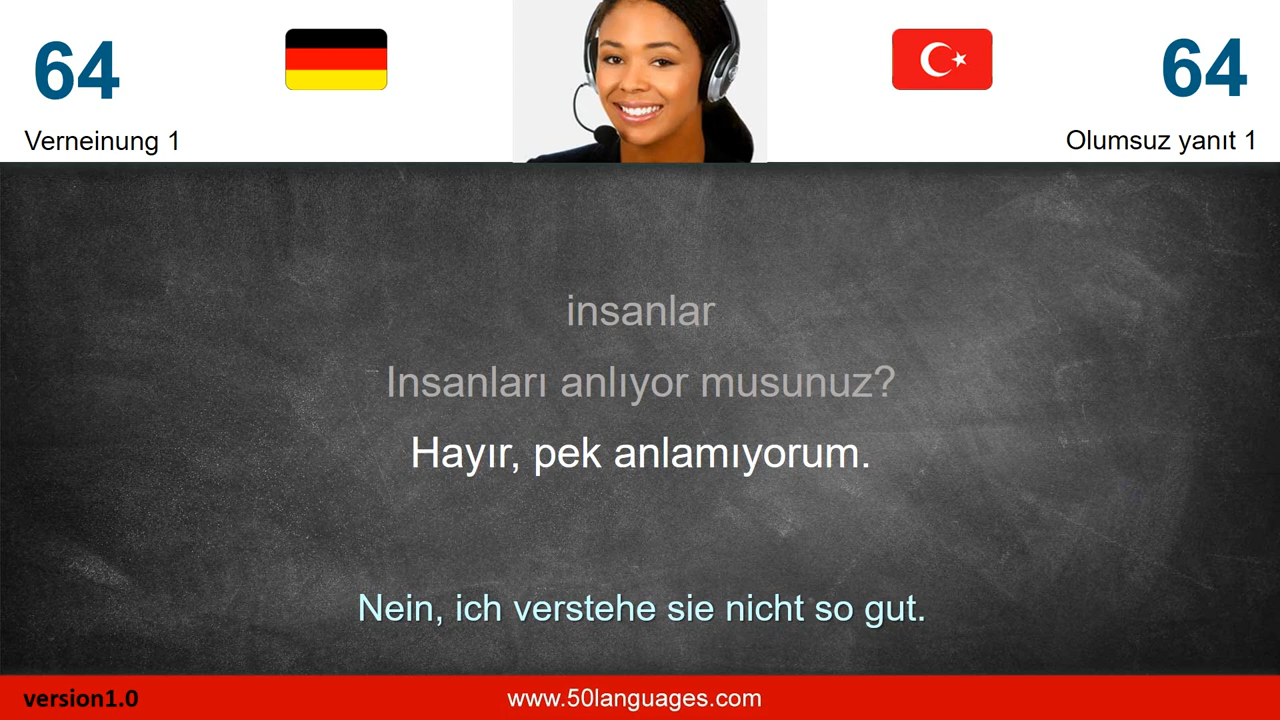 64
Verneinung 1
64
Olumsuz yanıt 1
insanlar
Insanları anlıyor musunuz?
Hayır, pek anlamıyorum.
Nein, ich verstehe sie nicht so gut.
version1.0
www.50languages.com